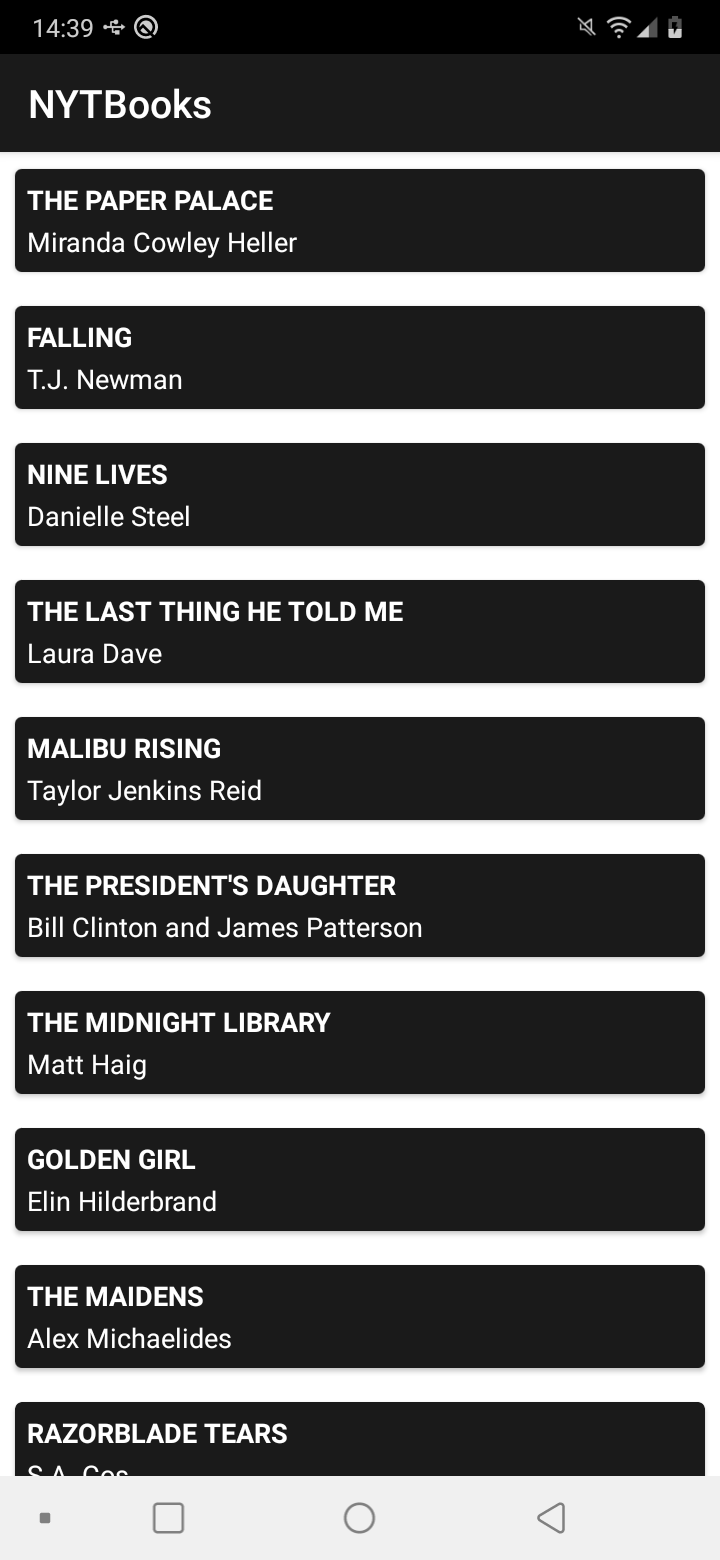 14:39
NYTBooks
THE PAPER PALACE
Miranda Cowley Heller
FALLING
T.J. Newman
NINE LIVES
Danielle Steel
THE LAST THING HE TOLD ME
Laura Dave
MALIBU RISING
Taylor Jenkins Reid
THE PRESIDENT'S DAUGHTER
Bill Clinton and James Patterson
THE MIDNIGHT LIBRARY
Matt Haig
GOLDEN GIRL
Elin Hilderbrand
THE MAIDENS
Alex Michaelides
RAZORBLADE TEARS
S.A.